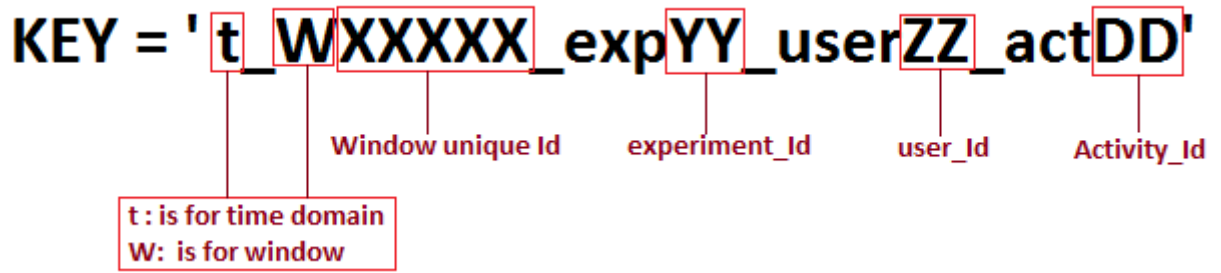 KEY = 't_WXXXXX_expYY_userZZ_actDD'
Window unique Id experiment_Id user_Id Activity_Id
t : is for time domain
W: is for window